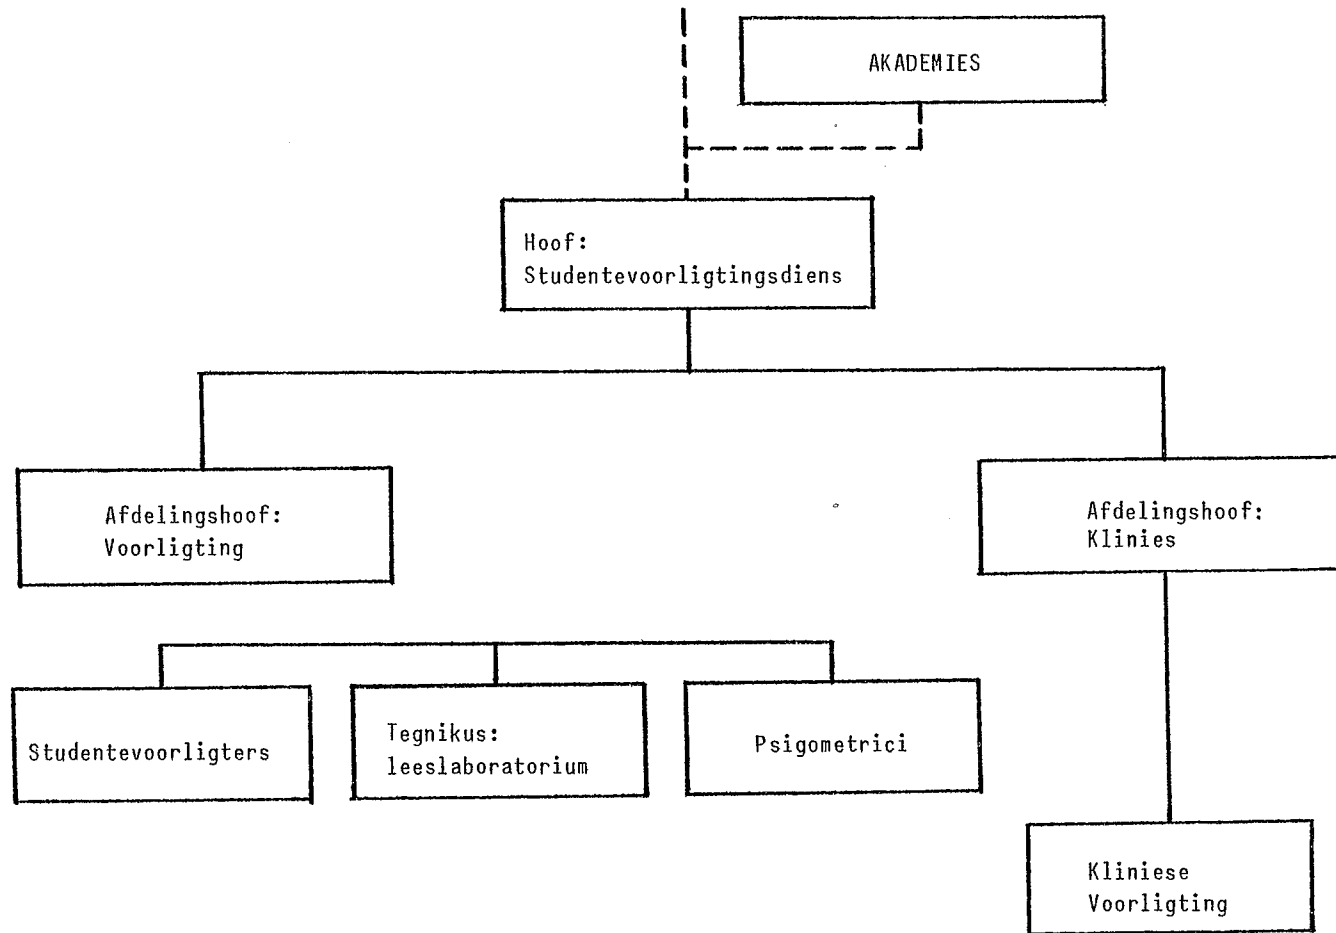 AKADEMIES
Hoof:
Studentevoorligtingsdiens
Afdelingshoof:
Voorligting
Afdelingshoof:
Klinies
Studentevoorligters
Tegnikus:
leeslaboratorium
Psigometrici
Kliniese
Voorligting